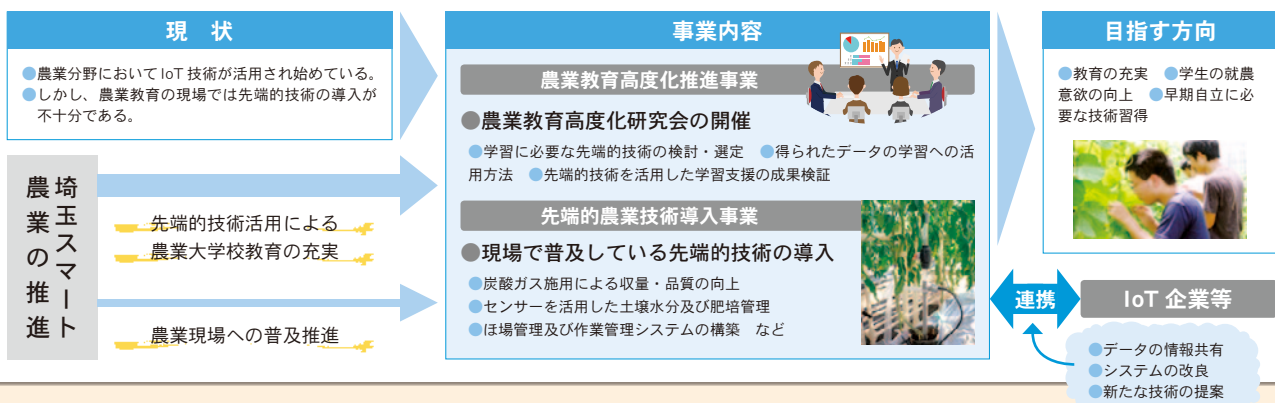 現 状
●農業分野においてIoT 技術が活用され始めている。
●しかし、農業教育の現場では先端的技術の導入が
不十分である。
埼玉スマート
農業の推進
先端的技術活用による
農業大学校教育の充実
農業現場への普及推進
事業内容
農業教育高度化推進事業
●農業教育高度化研究会の開催
●学習に必要な先端的技術の検討・選定 ●得られたデータの学習への活
用方法 ●先端的技術を活用した学習支援の成果検証
先端的農業技術導入事業
●現場で普及している先端的技術の導入
●炭酸ガス施用による収量・品質の向上
●センサーを活用した土壌水分及び肥培管理
●ほ場管理及び作業管理システムの構築 など
目指す方向
●教育の充実 ●学生の就農
意欲の向上 ●早期自立に必
要な技術習得
連携
IoT 企業等
●データの情報共有
●システムの改良
●新たな技術の提案